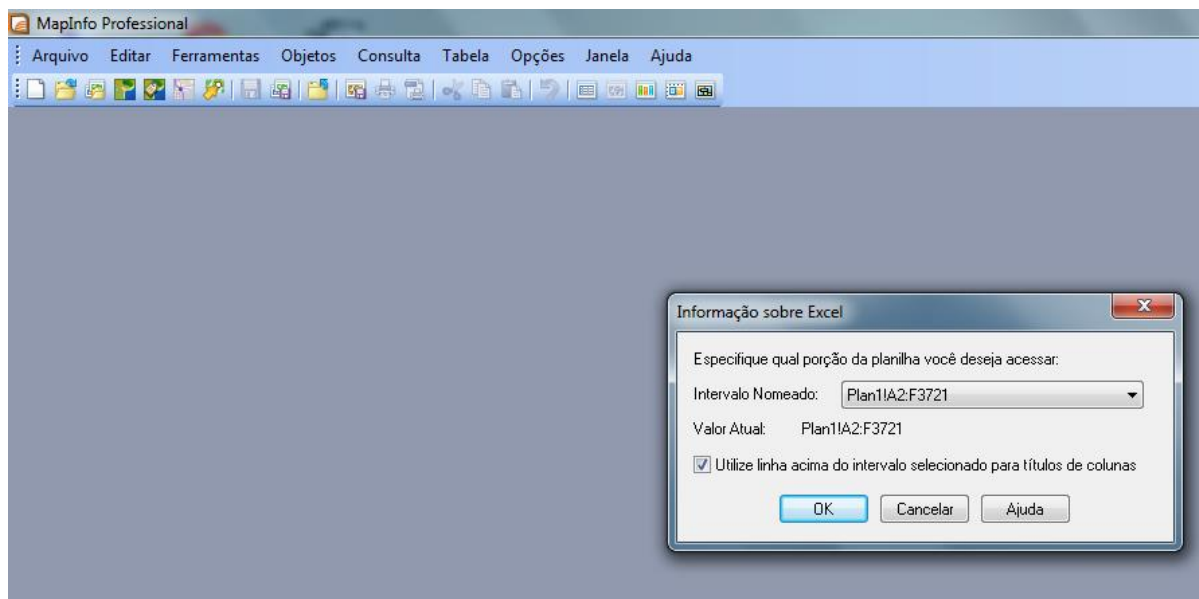 MapInfo Professional
Arquivo Editar Ferramentas Objetos Consulta Tabela Opções Janela Ajuda
Informação sobre Excel
Especifique qual porção da planilha você deseja acessar:
Intervalo Nomeado: Plan1!A2:F3721
Valor Atual: Plan1!A2:F3721
Utilize linha acima do intervalo selecionado para títulos de colunas
OK Cancelar Ajuda